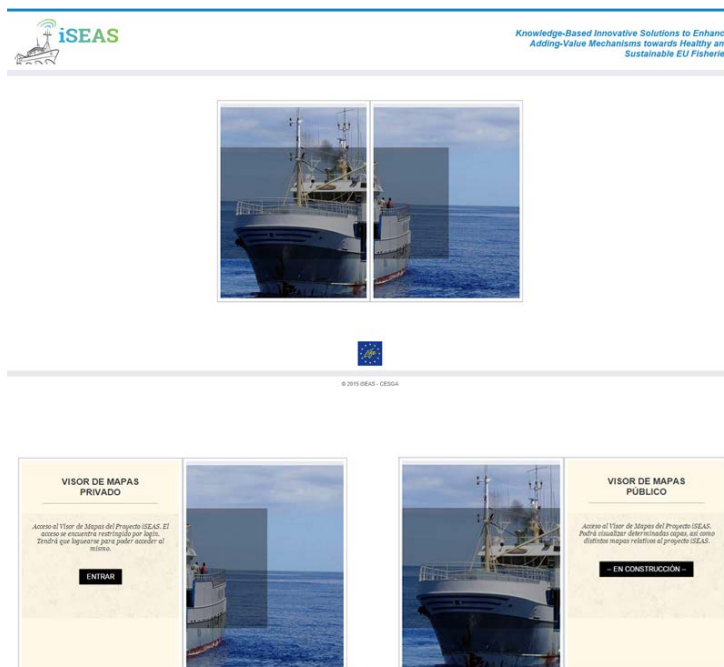 iSEAS
Knowledge-Based Innovative Solutions to Enhanc
Adding-Value Mechanisms towards Healthy an
Sustainable EU Fisherie
life
© 2015 iSEAS - CESGA
VISOR DE MAPAS
PRIVADO
Acceso al Visor de Mapas del Proyecto iSEAS. El
acceso se encuentra restringido por login.
Tendrá que loguearse para poder acceder al
mismo.
ENTRAR
VISOR DE MAPAS
PÚBLICO
Acceso al Visor de Mapas del Proyecto iSEAS.
Podrá visualizar determinadas capas, así como
distintos mapas relativos al proyecto iSEAS.
-- EN CONSTRUCCIÓN --